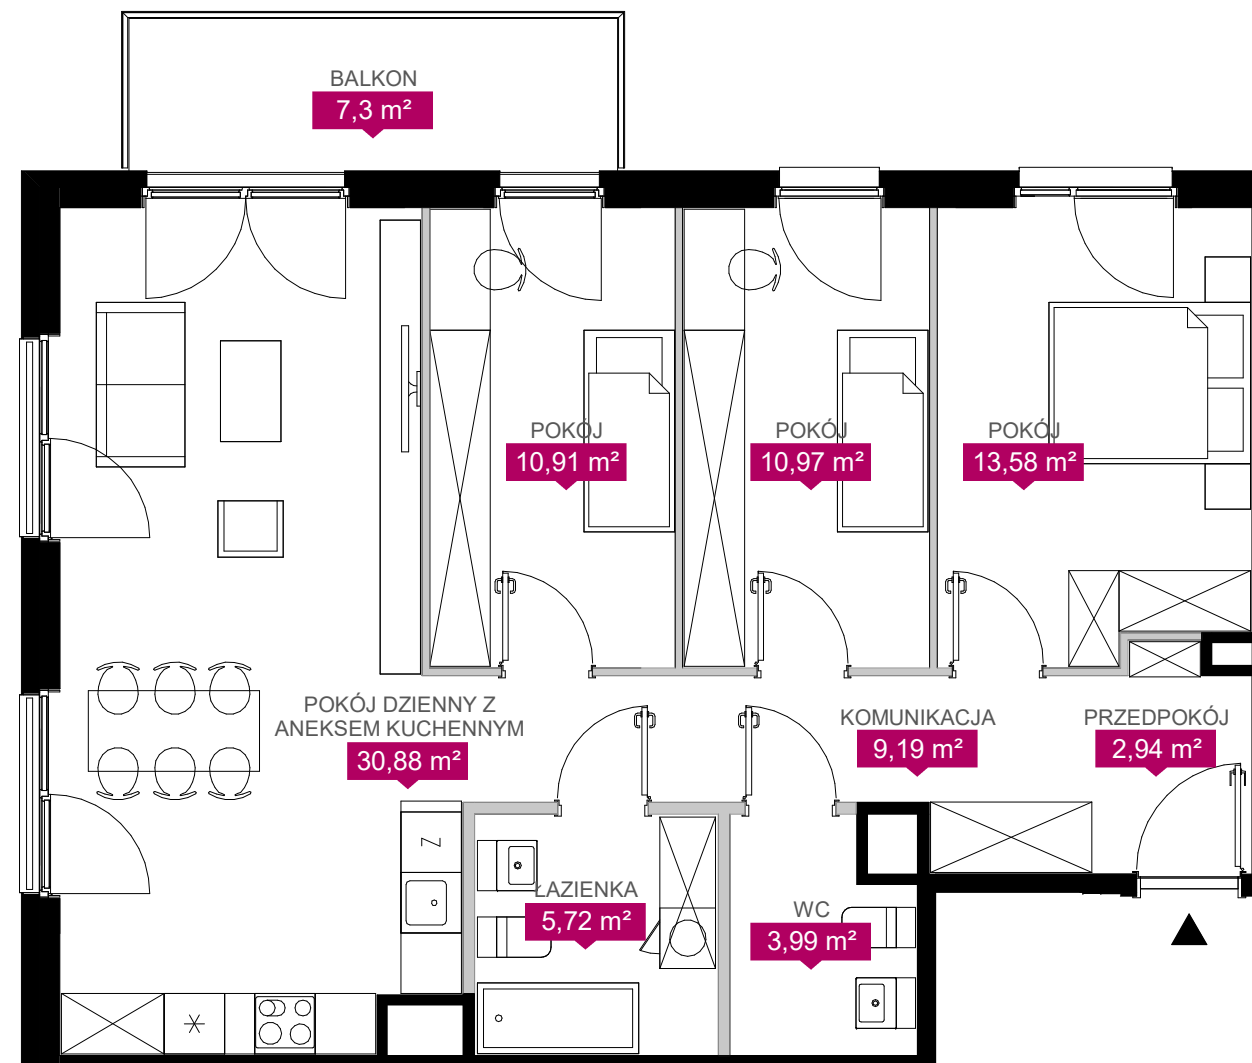 BALKON
7,3 m²
POKÓJ
10,91 m²
POKÓJ
10,97 m²
POKÓJ
13,58 m²
POKÓJ DZIENNY Z
ANEKSEM KUCHENNYM
30,88 m²
KOMUNIKACJA
9,19 m²
PRZEDPOKÓJ
2,94 m²
Z
ŁAZIENKA
5,72 m²
WC
3,99 m²